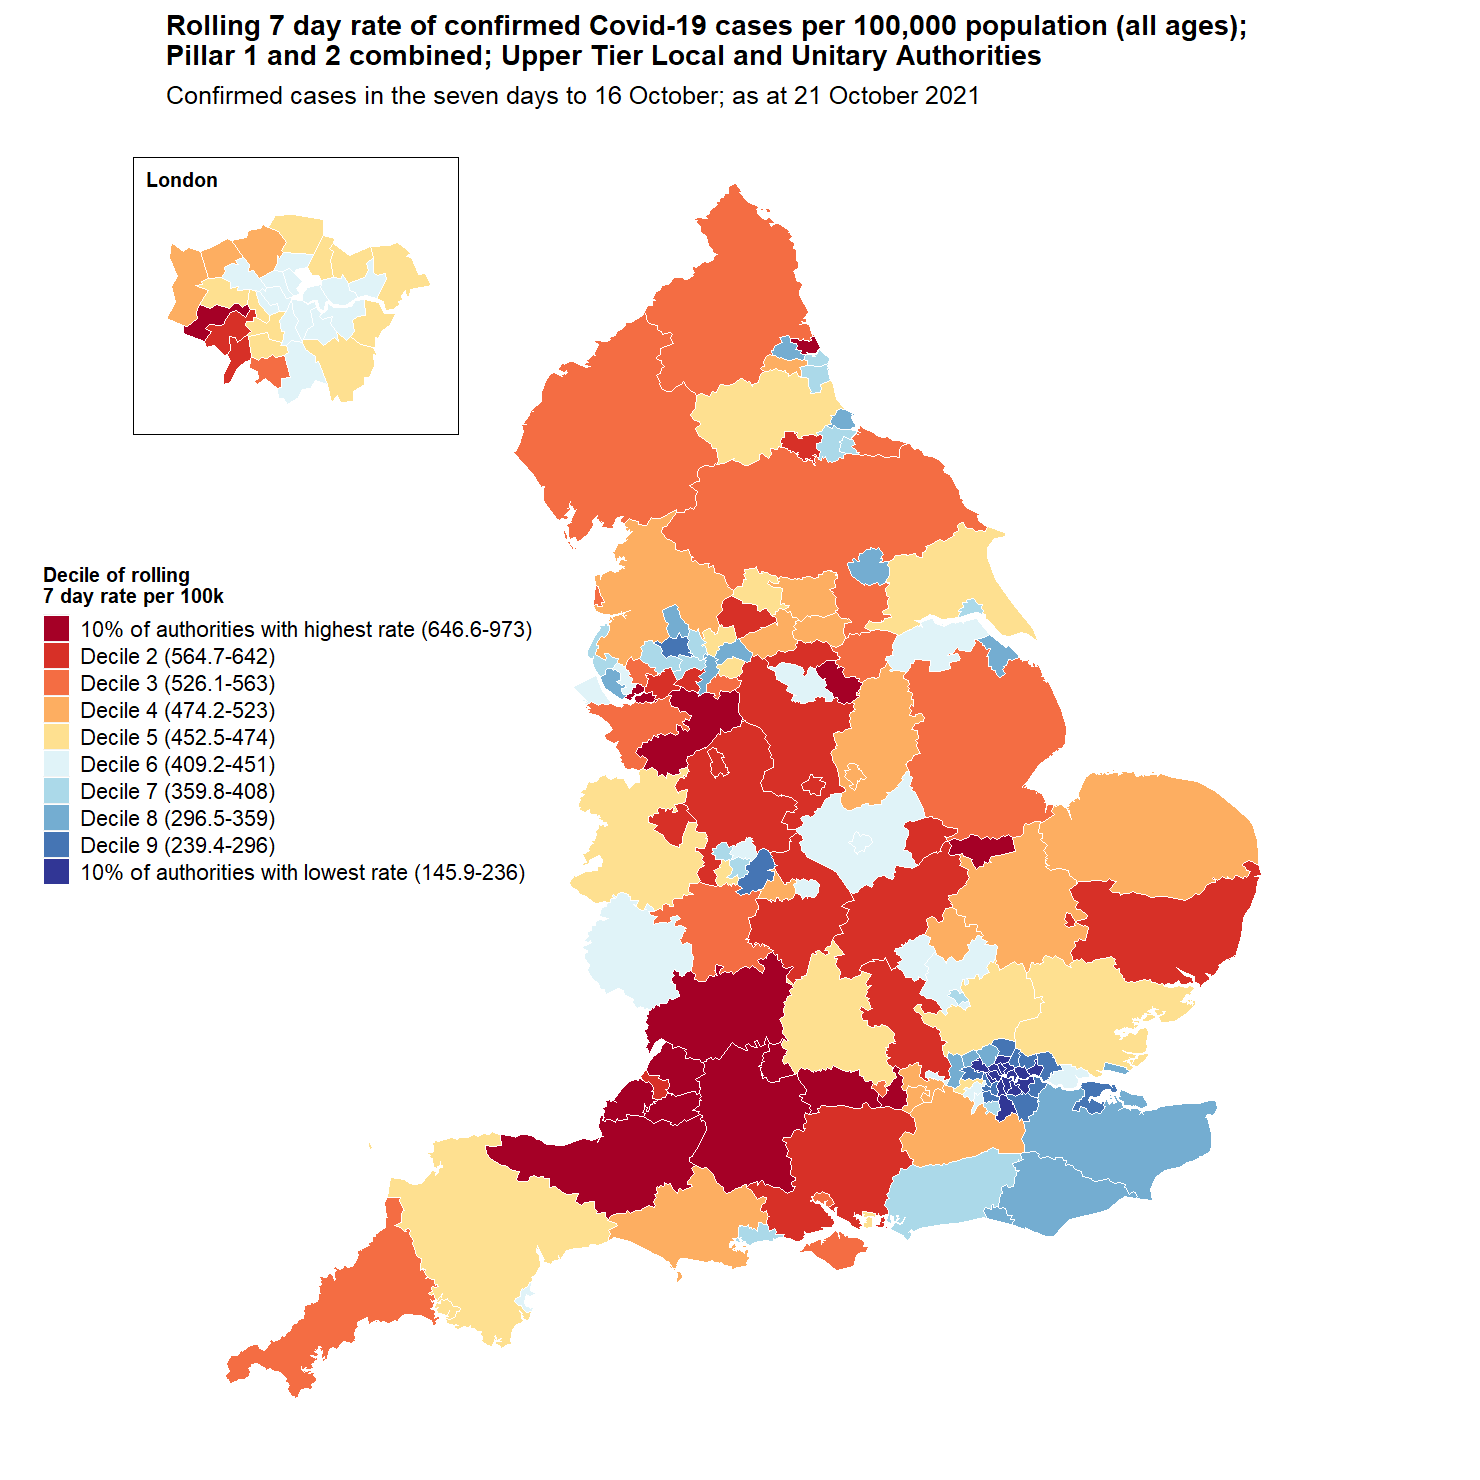 Rolling 7 day rate of confirmed Covid-19 cases per 100,000 population (all ages);
Pillar 1 and 2 combined; Upper Tier Local and Unitary Authorities
Confirmed cases in the seven days to 16 October; as at 21 October 2021
London
Decile of rolling
7 day rate per 100k
10% of authorities with highest rate (646.6-973)
Decile 2 (564.7-642)
Decile 3 (526.1-563)
Decile 4 (474.2-523)
Decile 5 (452.5-474)
Decile 6 (409.2-451)
Decile 7 (359.8-408)
Decile 8 (296.5-359)
Decile 9 (239.4-296)
10% of authorities with lowest rate (145.9-236)